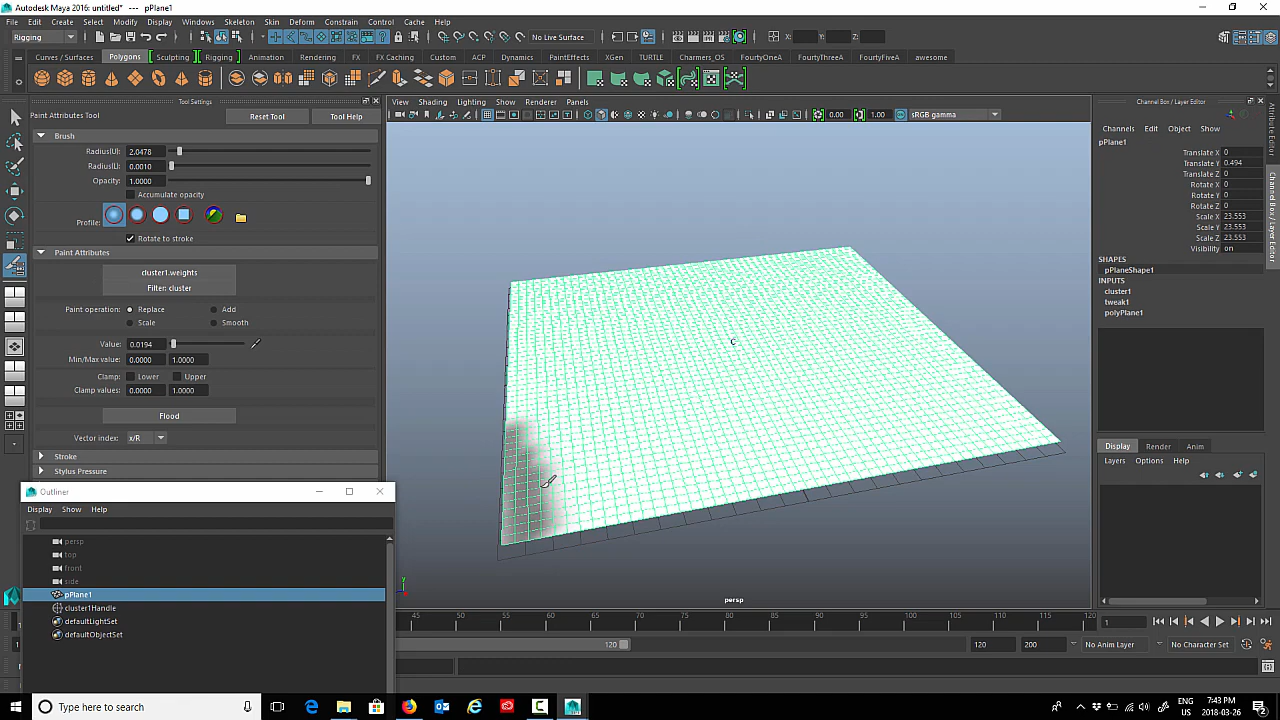 Autodesk Maya 2016: untitled* --- pPlane1
File Edit Create Select Modify Display Windows Skeleton Skin Deform Constrain Control Cache Help
Rigging No Live Surface X: Y: Z:
Curves / Surfaces Polygons Sculpting Rigging Animation Rendering FX FX Caching Custom ACP Dynamics PaintEffects XGen TURTLE Charmers_OS FourtyOneA FourtyThreeA FourtyFiveA awesome
Tool Settings
Paint Attributes Tool Reset Tool Tool Help
Brush
Radius(U): 2.0478
Radius(L): 0.0010
Opacity: 1.0000
Accumulate opacity
Profile:
Rotate to stroke
Paint Attributes
cluster1.weights
Filter: cluster
Paint operation: Replace Add
Scale Smooth
Value: 0.0194
Min/Max value: 0.0000 1.0000
Clamp: Lower Upper
Clamp values: 0.0000 1.0000
Flood
Vector index: x/R
Stroke
Stylus Pressure
Outliner
Display Show Help
persp
top
front
side
pPlane1
cluster1Handle
defaultLightSet
defaultObjectSet
View Shading Lighting Show Renderer Panels
0.00 1.00 sRGB gamma
C
y
persp
Channel Box / Layer Editor
Channels Edit Object Show
pPlane1
Translate X 0
Translate Y 0.494
Translate Z 0
Rotate X 0
Rotate Y 0
Rotate Z 0
Scale X 23.553
Scale Y 23.553
Scale Z 23.553
Visibility on
SHAPES
pPlaneShape1
INPUTS
cluster1
tweak1
polyPlane1
Display Render Anim
Layers Options Help
Attribute Editor
Channel Box / Layer Editor
45 50 55 60 65 70 75 80 85 90 95 100 105 110 115 120
1
120 120 200 No Anim Layer No Character Set
Type here to search
ENG 7:43 PM
US 2018-03-26